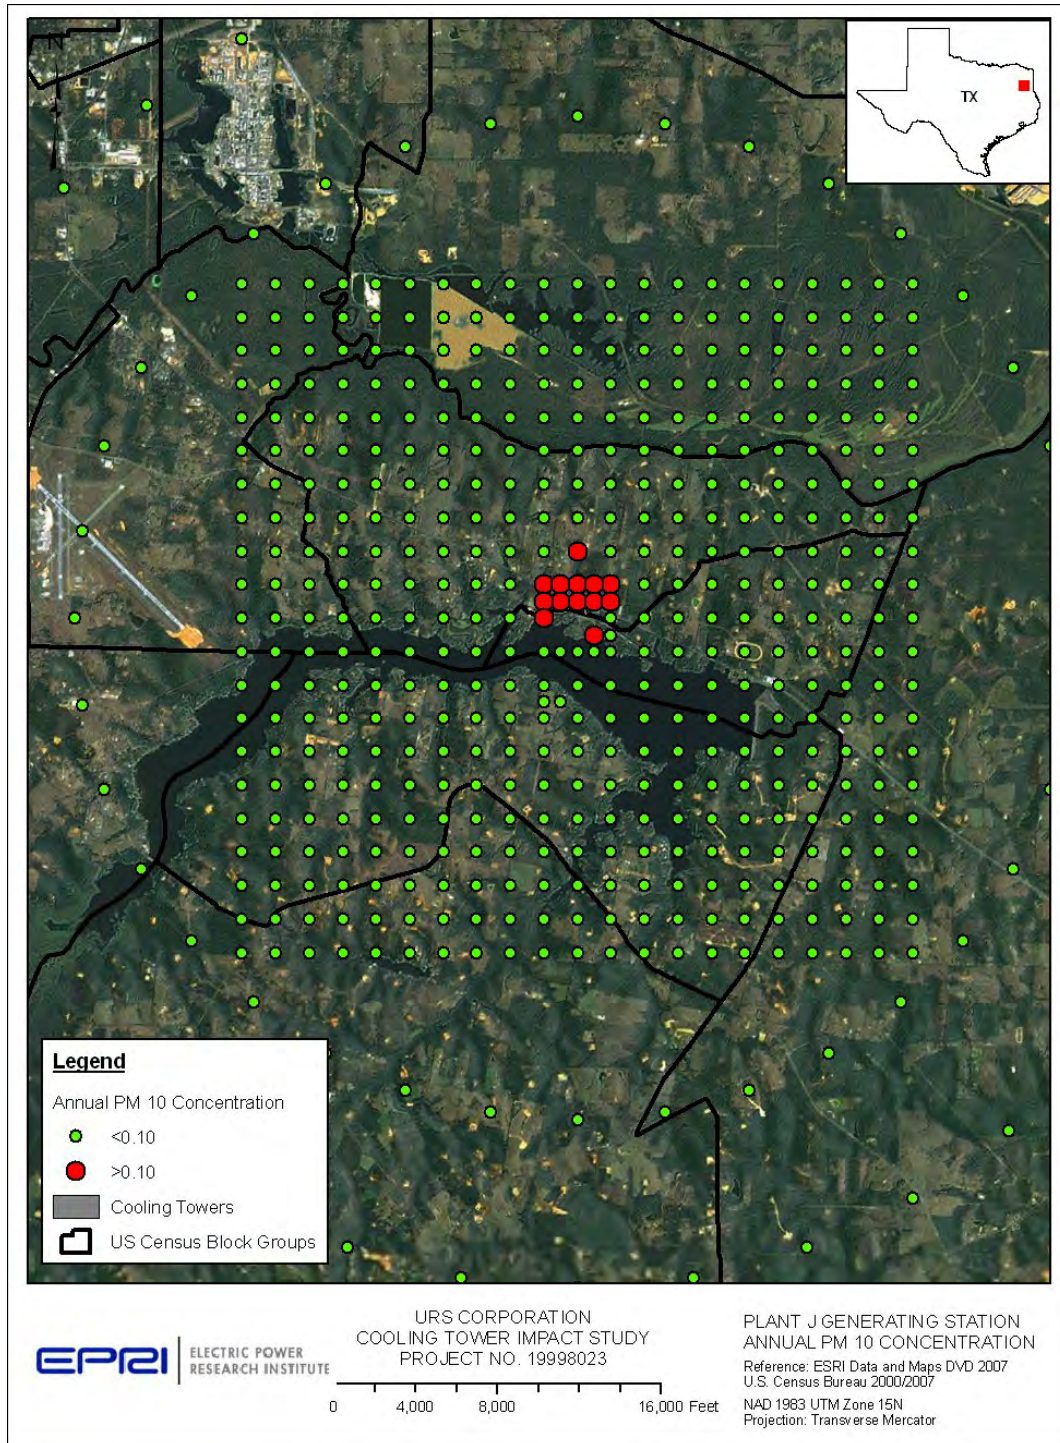 N
TX
Legend
Annual PM 10 Concentration
<0.10
>0.10
Cooling Towers
US Census Block Groups
EPRI
ELECTRIC POWER
RESEARCH INSTITUTE
URS CORPORATION
COOLING TOWER IMPACT STUDY
PROJECT NO. 19998023
0 4,000 8,000 16,000 Feet
PLANT J GENERATING STATION
ANNUAL PM 10 CONCENTRATION
Reference: ESRI Data and Maps DVD 2007
U.S. Census Bureau 2000/2007
NAD 1983 UTM Zone 15N
Projection: Transverse Mercator